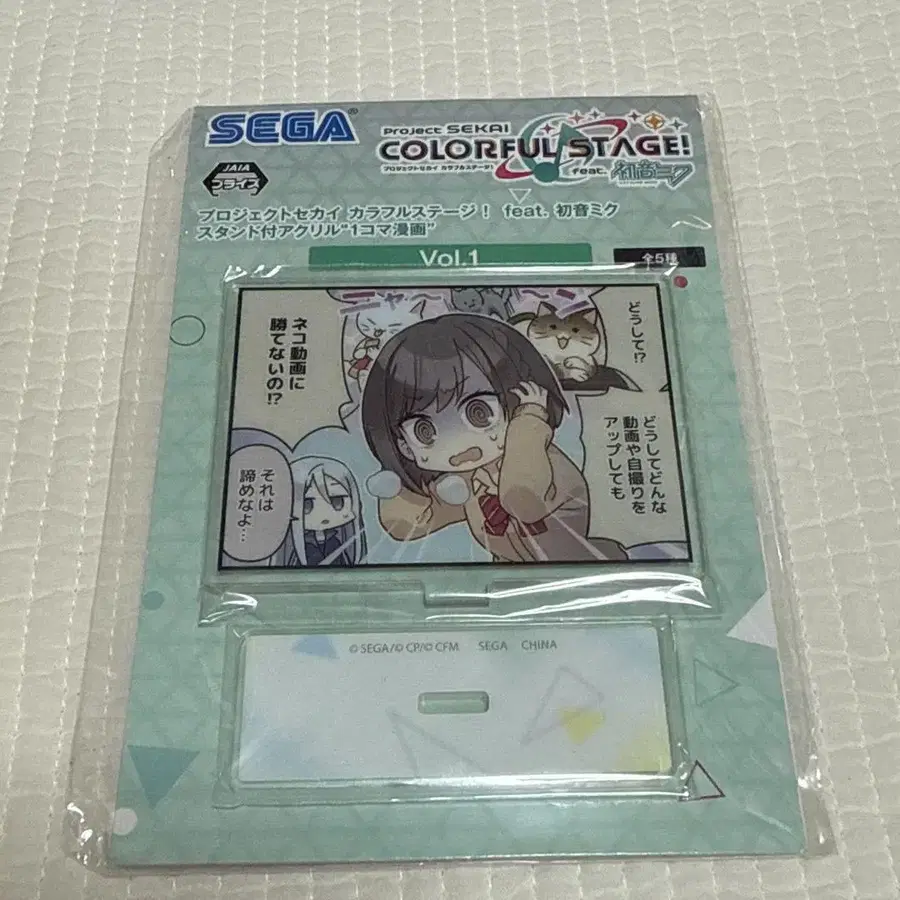 SEGA®
Project SEKAI
COLORFUL STAGE!
プロジェクトセカイ カラフルステージ!
feat. 初音ミク
HATSUNE MIKU
JAIA
プライズ
プロジェクトセカイ カラフルステージ! feat. 初音ミク
スタンド付アクリル“1コマ漫画”
Vol.1
全5種
ニャ〜ン
どうして!?
どうしてどんな
動画や自撮りを
アップしても
ネコ動画に
勝てないの!?
それは
諦めなよ…
© SEGA/© CP/© CFM SEGA CHINA